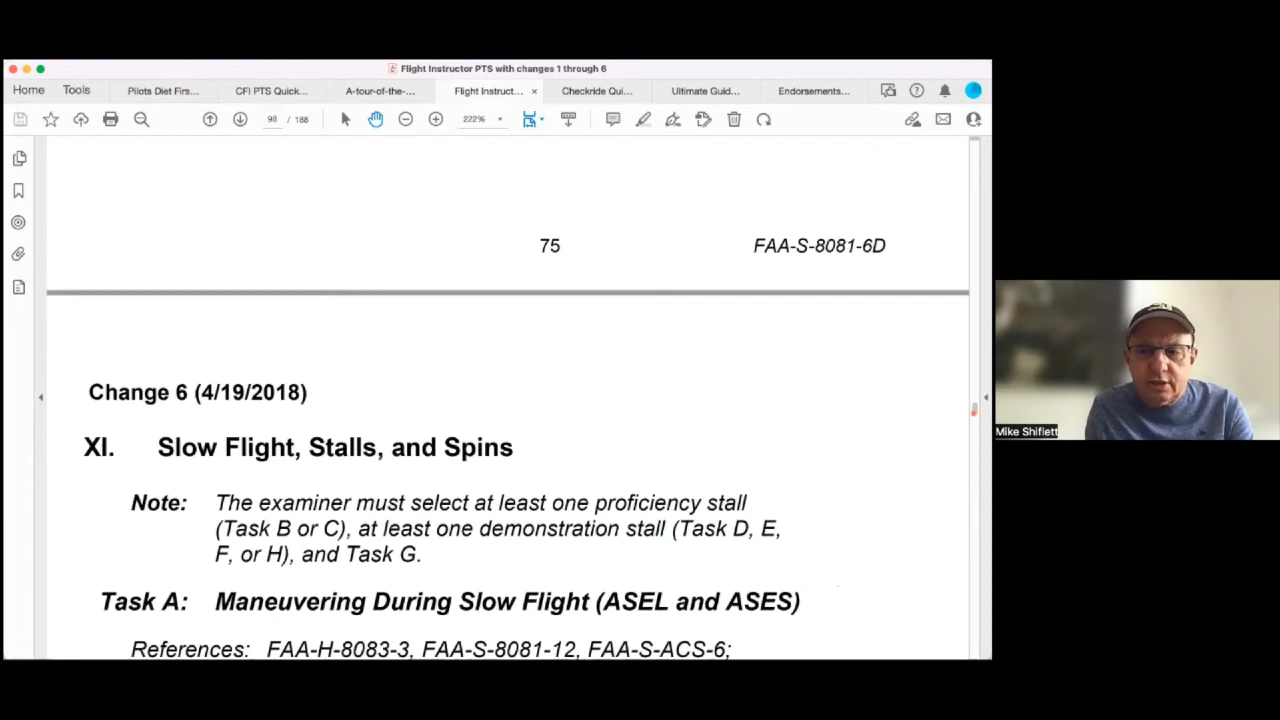 Flight Instructor PTS with changes 1 through 6
Home Tools Pilots Diet Firs... CFI PTS Quick... A-tour-of-the-... Flight Instruct... × Checkride Qui... Ultimate Guid... Endorsements...
98 / 188 222%
75 FAA-S-8081-6D
Change 6 (4/19/2018)
XI. Slow Flight, Stalls, and Spins
Note: The examiner must select at least one proficiency stall
(Task B or C), at least one demonstration stall (Task D, E,
F, or H), and Task G.
Task A: Maneuvering During Slow Flight (ASEL and ASES)
References: FAA-H-8083-3, FAA-S-8081-12, FAA-S-ACS-6;
Mike Shiflett